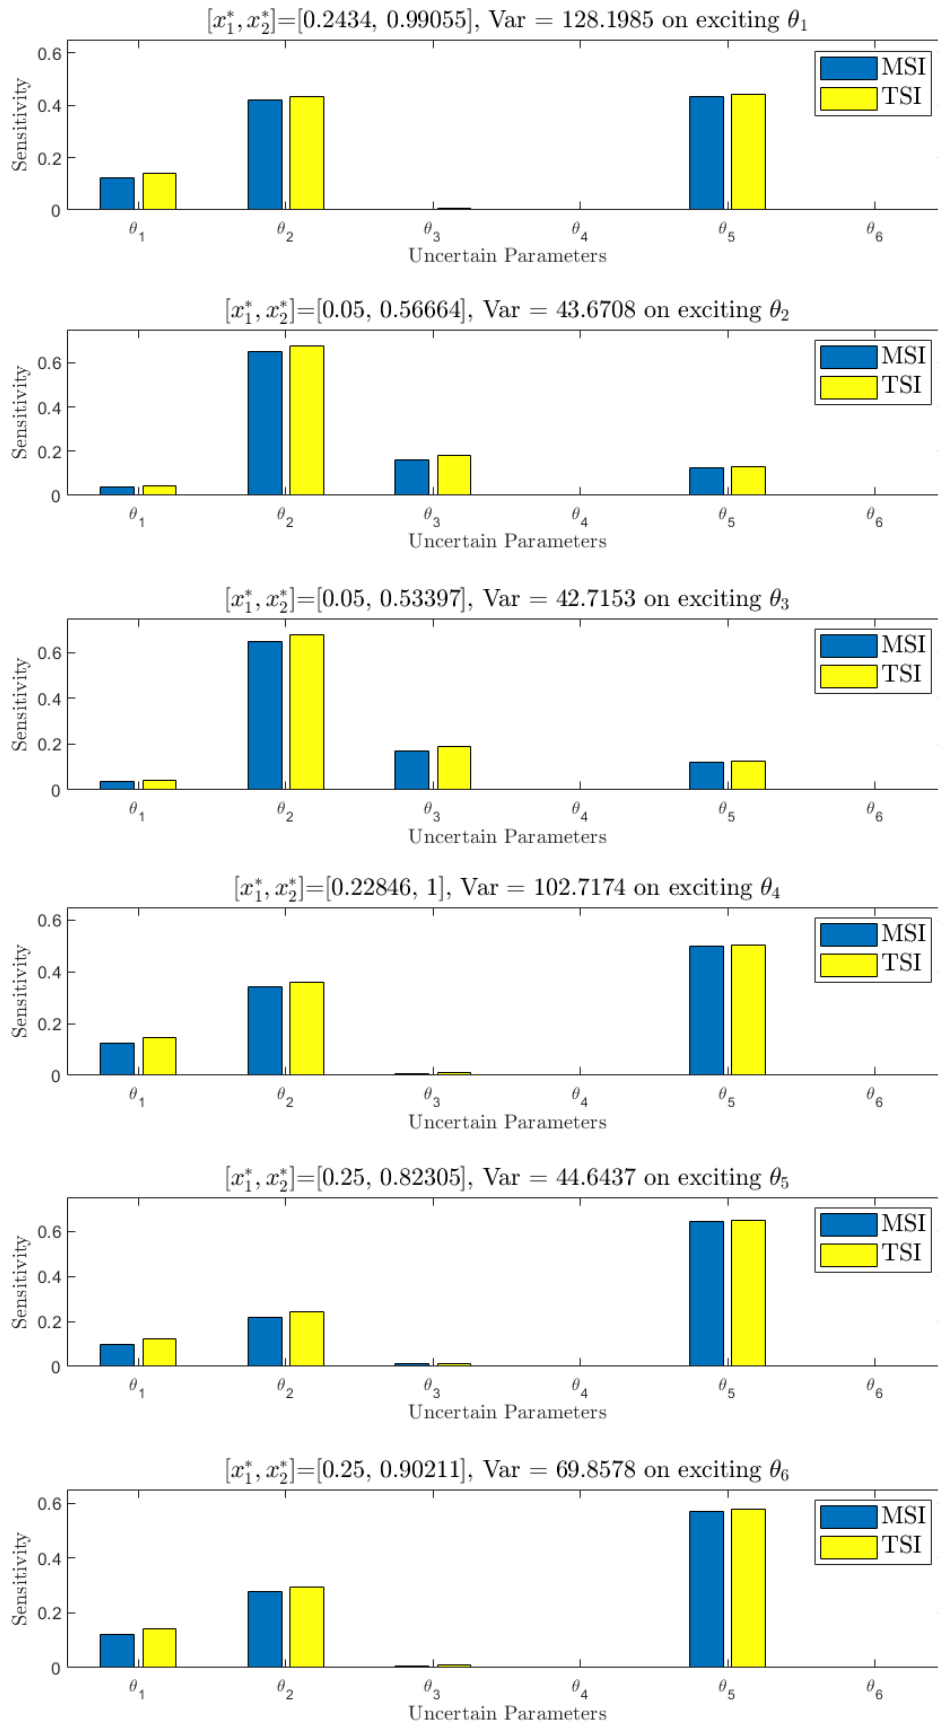 [x₁*, x₂*]=[0.2434, 0.99055], Var = 128.1985 on exciting θ₁
0.6
MSI
TSI
0.4
Sensitivity
0.2
0
θ₁ θ₂ θ₃ θ₄ θ₅ θ₆
Uncertain Parameters
[x₁*, x₂*]=[0.05, 0.56664], Var = 43.6708 on exciting θ₂
0.6
MSI
TSI
0.4
Sensitivity
0.2
0
θ₁ θ₂ θ₃ θ₄ θ₅ θ₆
Uncertain Parameters
[x₁*, x₂*]=[0.05, 0.53397], Var = 42.7153 on exciting θ₃
0.6
MSI
TSI
0.4
Sensitivity
0.2
0
θ₁ θ₂ θ₃ θ₄ θ₅ θ₆
Uncertain Parameters
[x₁*, x₂*]=[0.22846, 1], Var = 102.7174 on exciting θ₄
0.6
MSI
TSI
0.4
Sensitivity
0.2
0
θ₁ θ₂ θ₃ θ₄ θ₅ θ₆
Uncertain Parameters
[x₁*, x₂*]=[0.25, 0.82305], Var = 44.6437 on exciting θ₅
0.6
MSI
TSI
0.4
Sensitivity
0.2
0
θ₁ θ₂ θ₃ θ₄ θ₅ θ₆
Uncertain Parameters
[x₁*, x₂*]=[0.25, 0.90211], Var = 69.8578 on exciting θ₆
0.6
MSI
TSI
0.4
Sensitivity
0.2
0
θ₁ θ₂ θ₃ θ₄ θ₅ θ₆
Uncertain Parameters